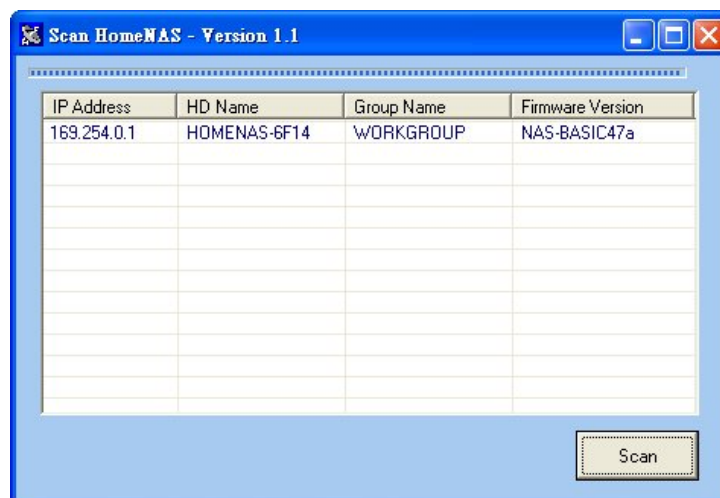 Scan HomeNAS - Version 1.1
IP Address HD Name Group Name Firmware Version
169.254.0.1 HOMENAS-6F14 WORKGROUP NAS-BASIC47a
Scan